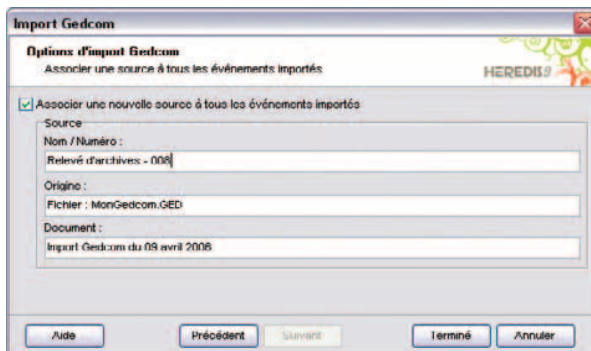 Import Gedcom
Options d'import Gedcom
Associer une source à tous les événements importés
HEREDIS9
Associer une nouvelle source à tous les événements importés
Source
Nom / Numéro :
Relevé d'archives - 008
Origine :
Fichier : MonGedcom.GED
Document :
Import Gedcom du 09 avril 2006
Aide
Précédent
Suivant
Terminé
Annuler